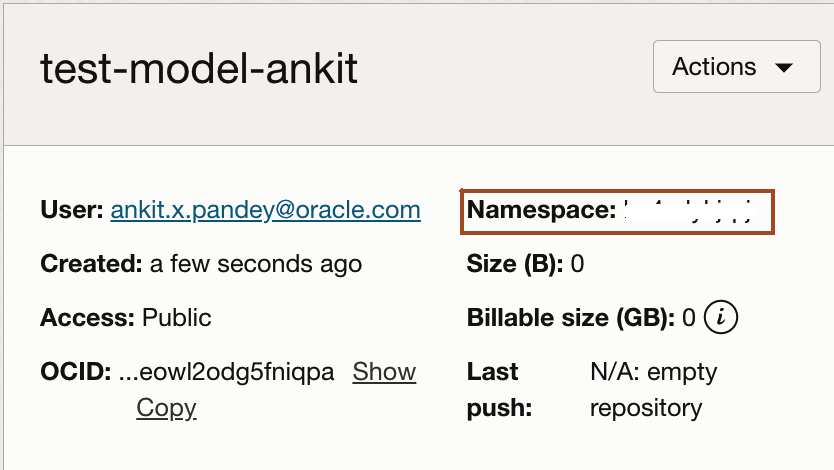 test-model-ankit
Actions
User: ankit.x.pandey@oracle.com
Namespace:
Created: a few seconds ago
Size (B): 0
Access: Public
Billable size (GB): 0 i
OCID: ...eowl2odg5fniqpa Show
Copy
Last push: N/A: empty repository